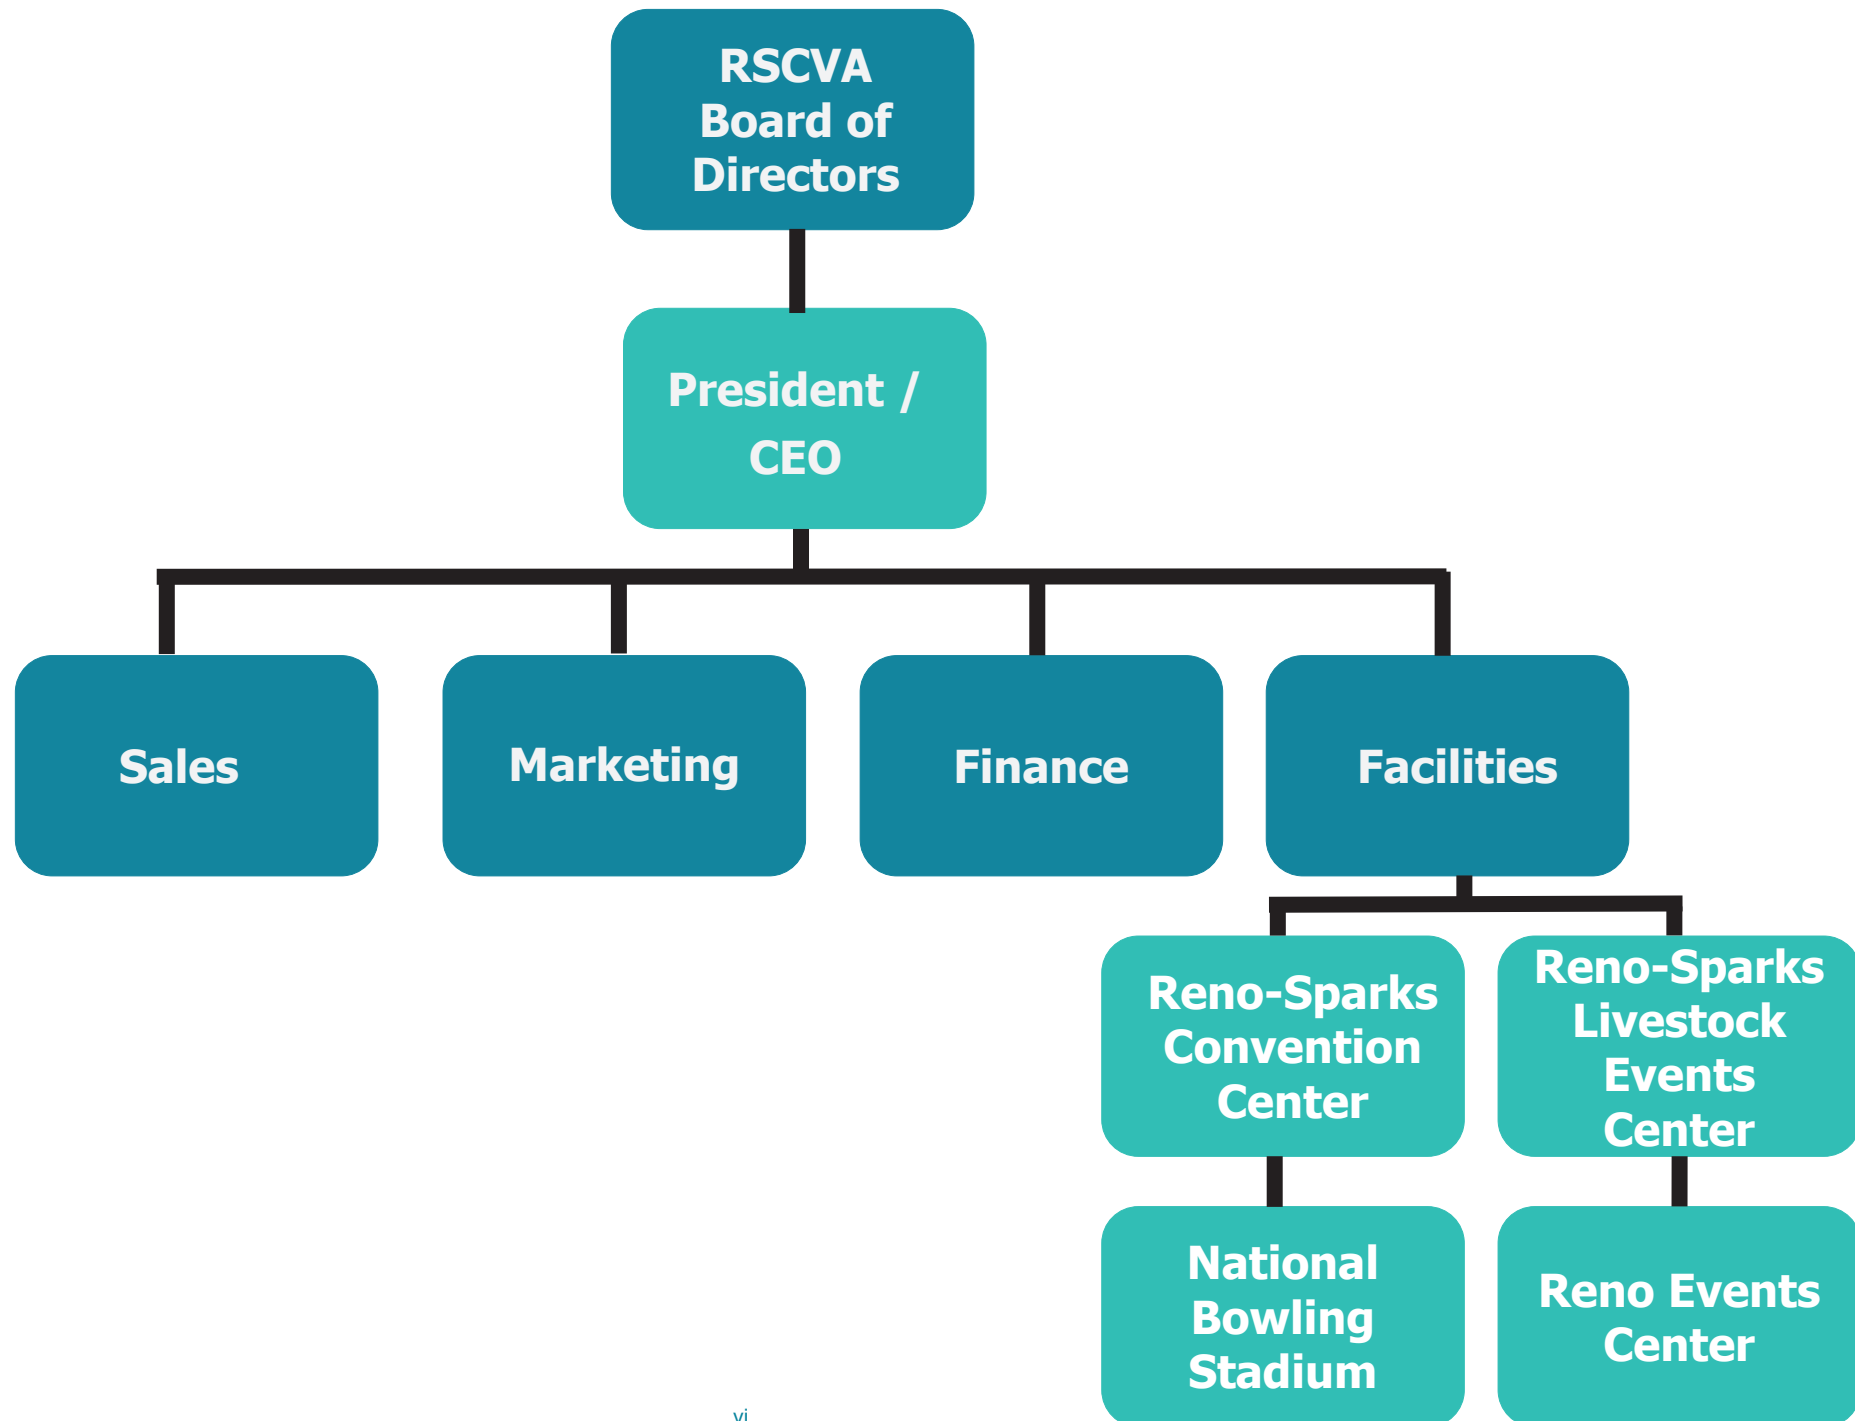 RSCVA
Board of
Directors
President /
CEO
Sales
Marketing
Finance
Facilities
Reno-Sparks
Convention
Center
Reno-Sparks
Livestock
Events
Center
National
Bowling
Stadium
Reno Events
Center
vi